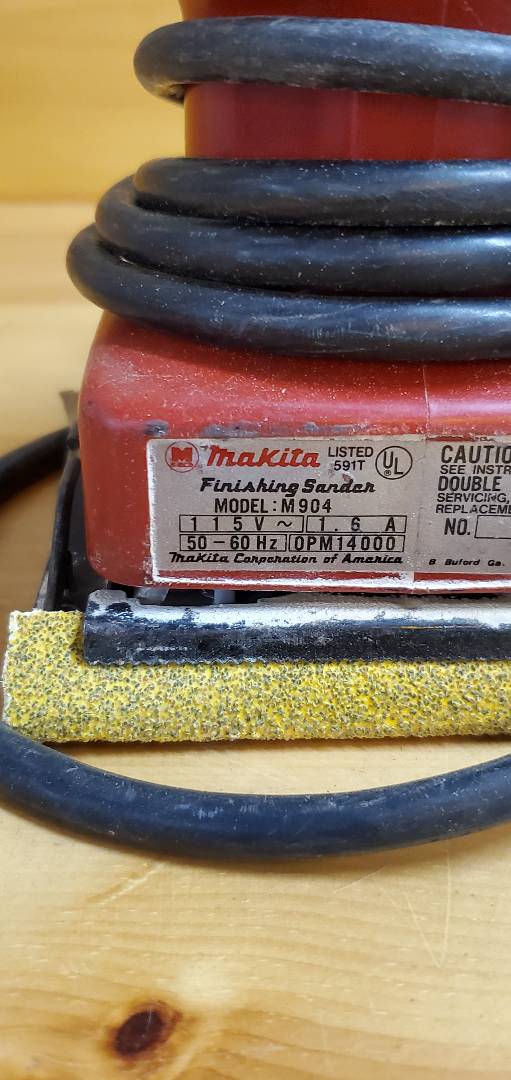 M Makita LISTED 591T UL
Finishing Sander
MODEL: M904
115V ~ 1.6 A
50-60 Hz OPM14000
Makita Corporation of America
CAUTIO
SEE INSTR
DOUBLE
SERVICING,
REPLACEME
NO.
B Buford Ga.